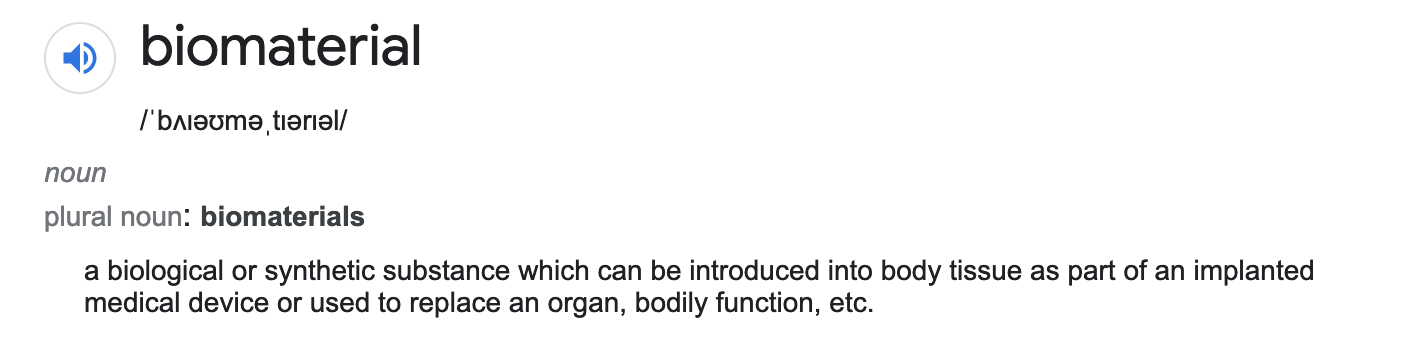 biomaterial
/ˈbʌɪəʊməˌtɪərɪəl/
noun
plural noun: biomaterials
a biological or synthetic substance which can be introduced into body tissue as part of an implanted
medical device or used to replace an organ, bodily function, etc.